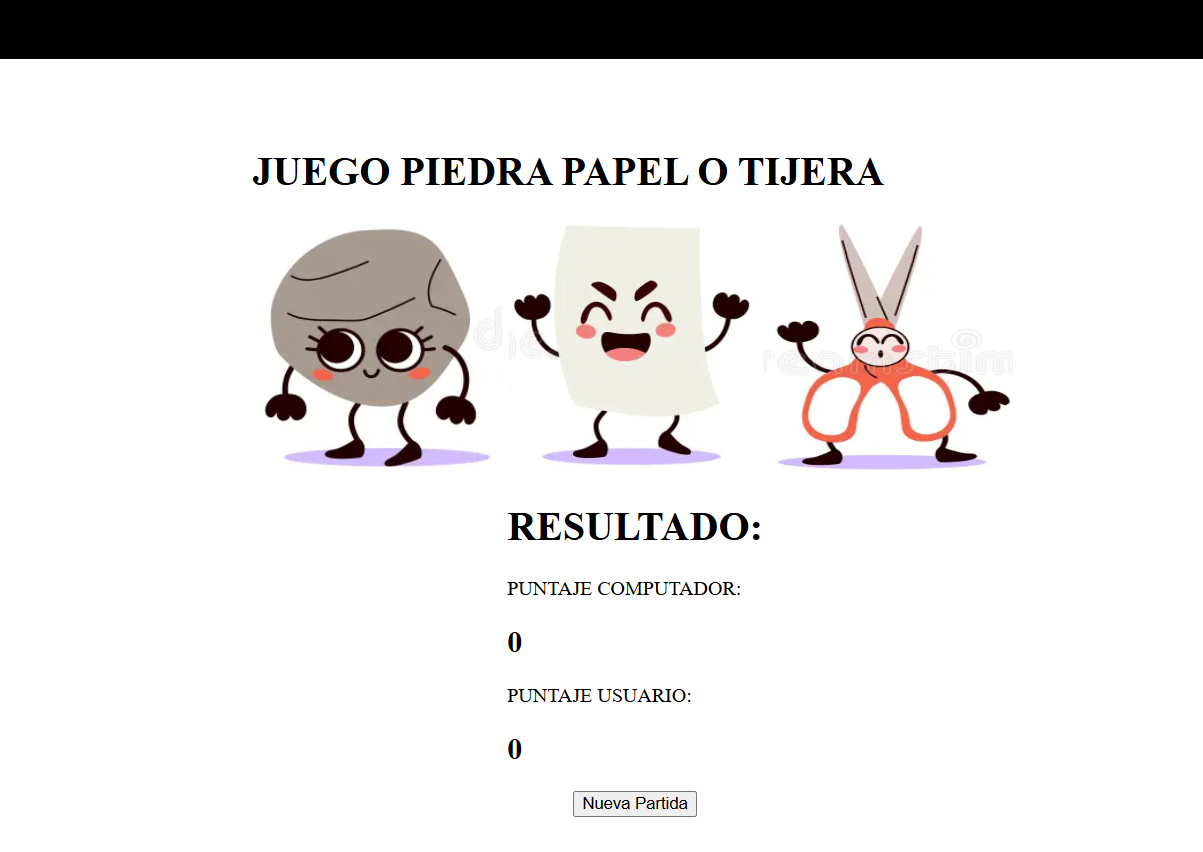 JUEGO PIEDRA PAPEL O TIJERA
RESULTADO:
PUNTAJE COMPUTADOR:
0
PUNTAJE USUARIO:
0
Nueva Partida